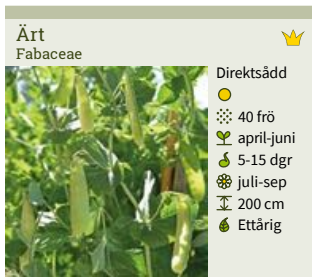 Ärt
Fabaceae
Direktsådd
40 frö
april-juni
5-15 dgr
juli-sep
200 cm
Ettårig